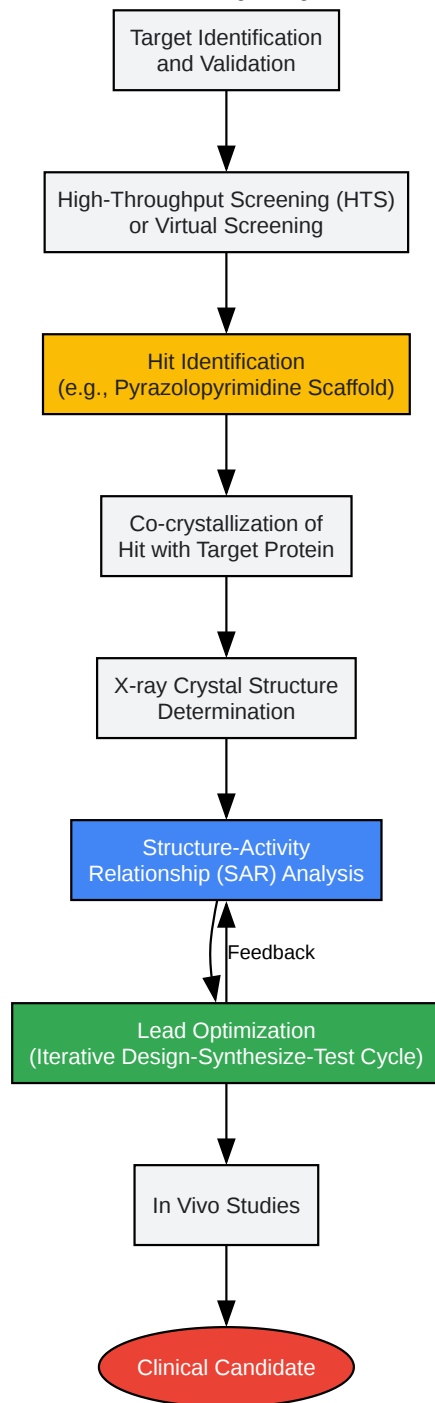 Target Identification
and Validation
High-Throughput Screening (HTS)
or Virtual Screening
Hit Identification
(e.g., Pyrazolopyrimidine Scaffold)
Co-crystallization of
Hit with Target Protein
X-ray Crystal Structure
Determination
Structure-Activity
Relationship (SAR) Analysis
Feedback
Lead Optimization
(Iterative Design-Synthesize-Test Cycle)
In Vivo Studies
Clinical Candidate